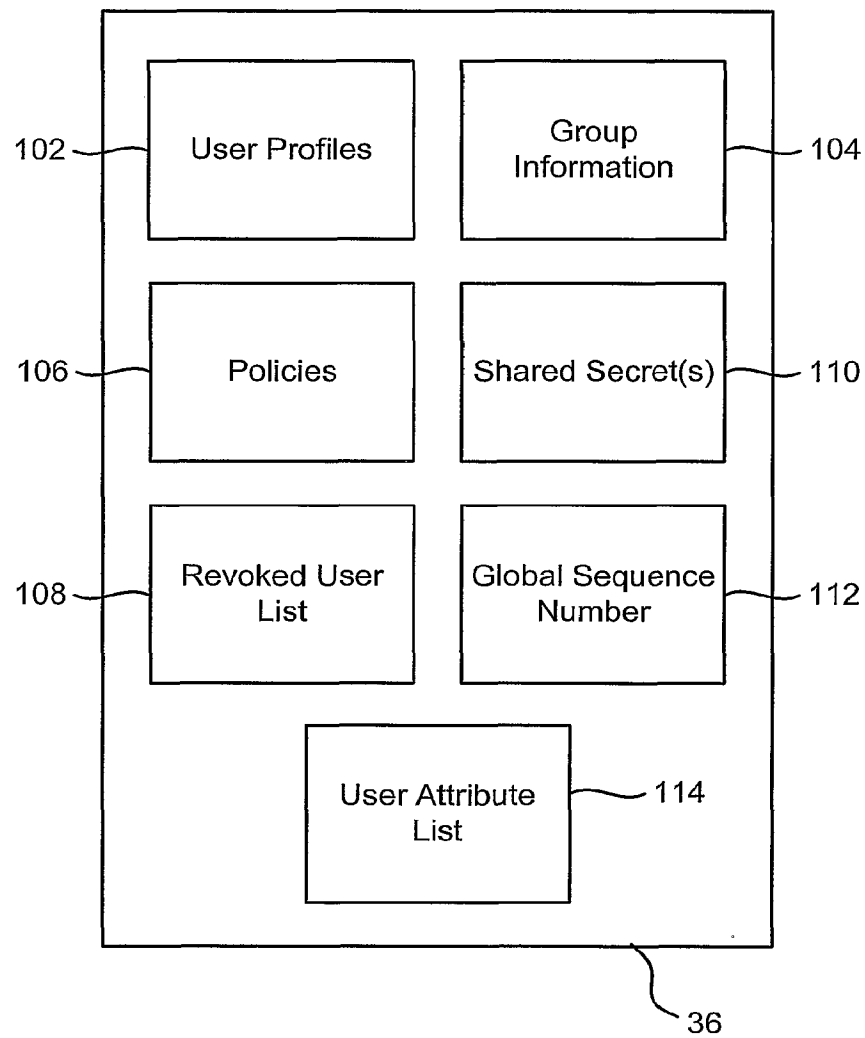 102
User Profiles
Group
Information
104
106
Policies
Shared Secret(s)
110
108
Revoked User
List
Global Sequence
Number
112
User Attribute
List
114
36